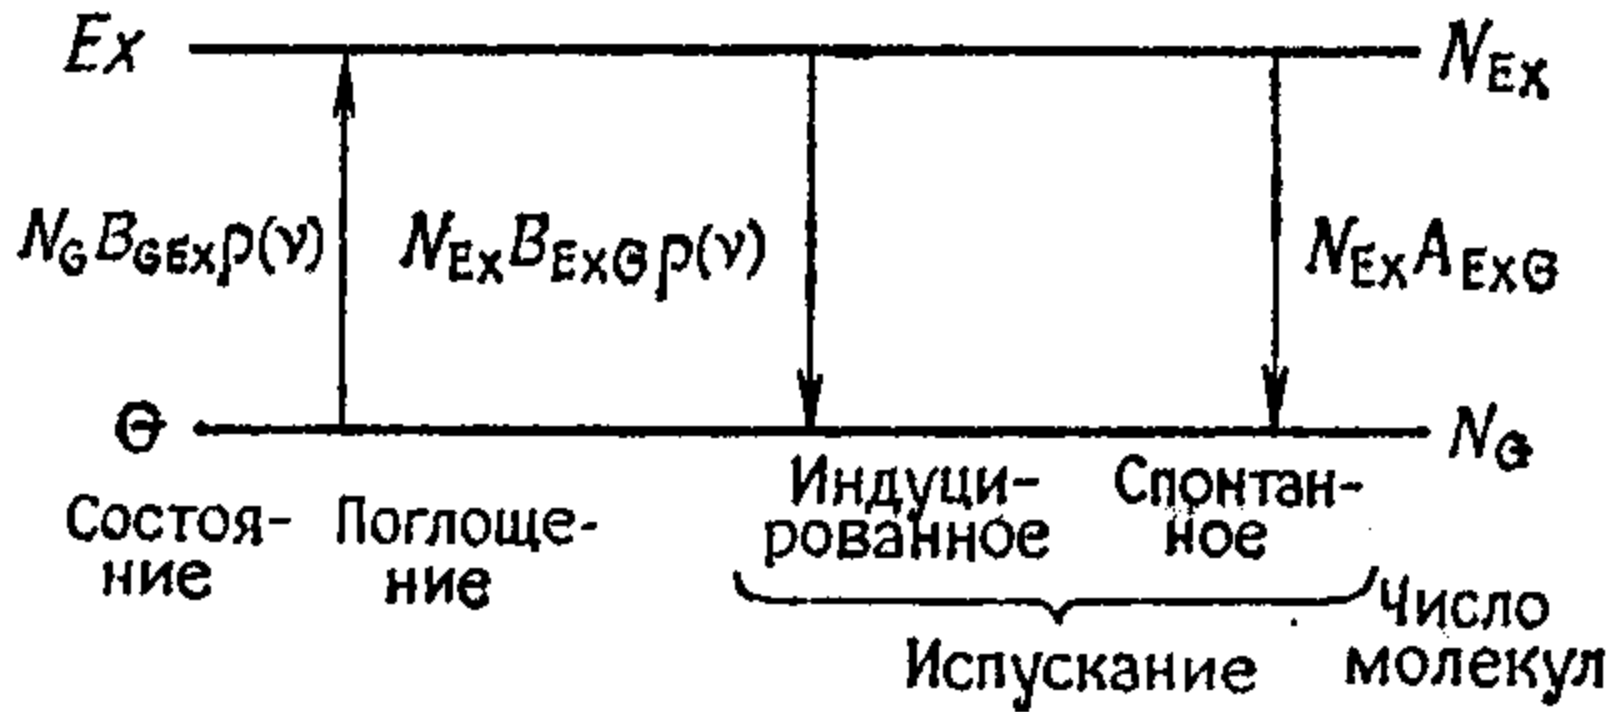 Ex
N_Ex
N_G B_GEx ρ(ν)
N_Ex B_ExG ρ(ν)
N_Ex A_ExG
G
N_G
Состоя-
ние
Поглоще-
ние
Индуци-
рованное
Спонтан-
ное
Испускание
Число
молекул